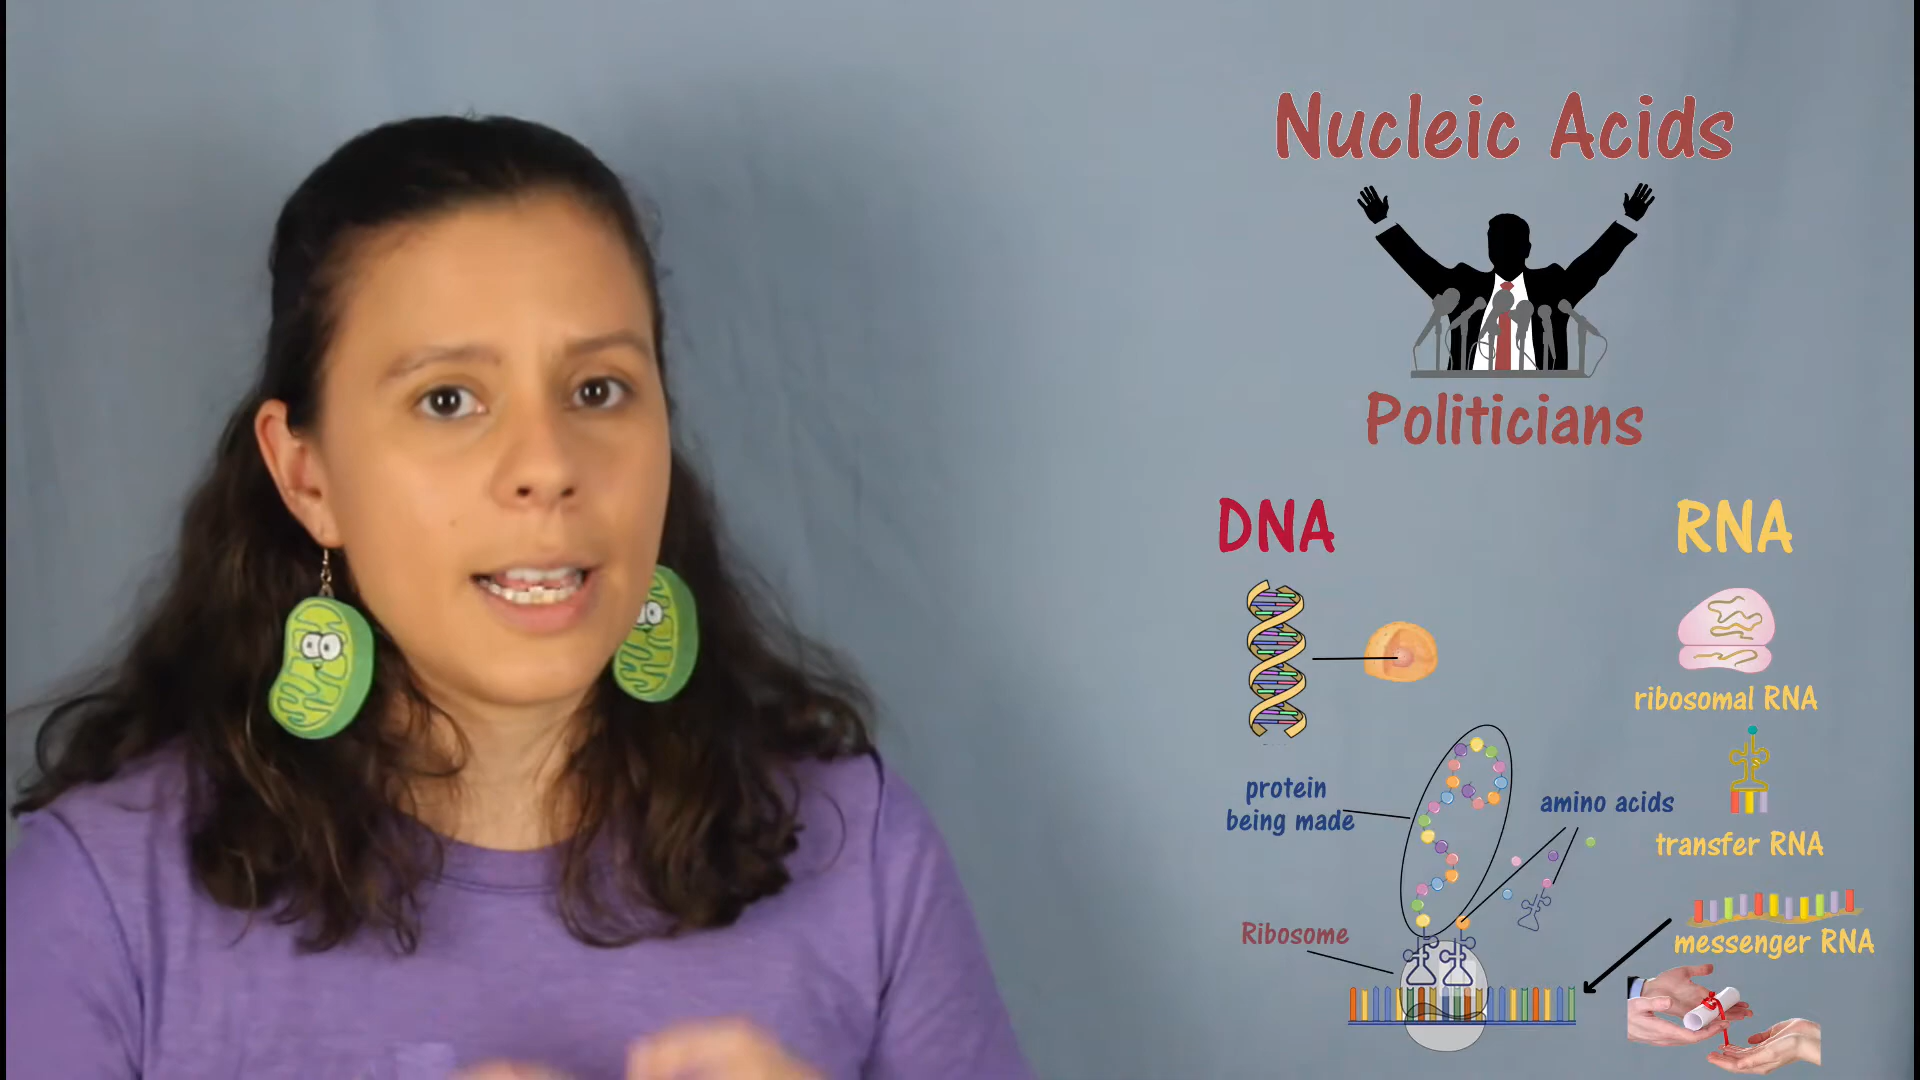 Nucleic Acids
Politicians
DNA
RNA
ribosomal RNA
protein
being made
amino acids
transfer RNA
Ribosome
messenger RNA